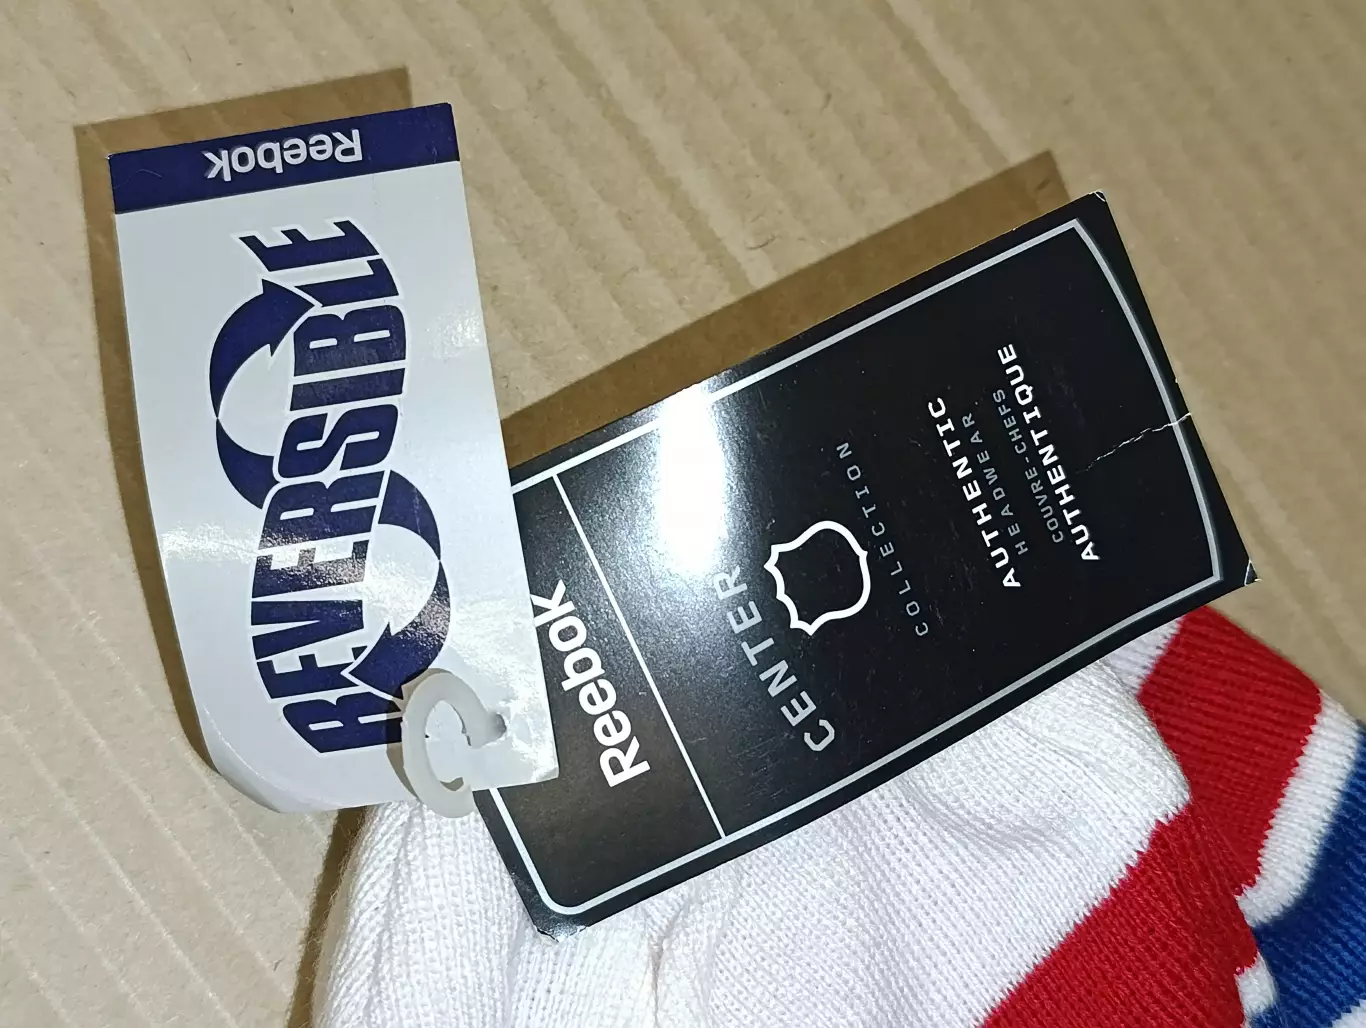 Reebok
REVERSIBLE
Reebok
CENTER
COLLECTION
AUTHENTIC
HEADWEAR
COUVRE-CHEFS
AUTHENTIQUE